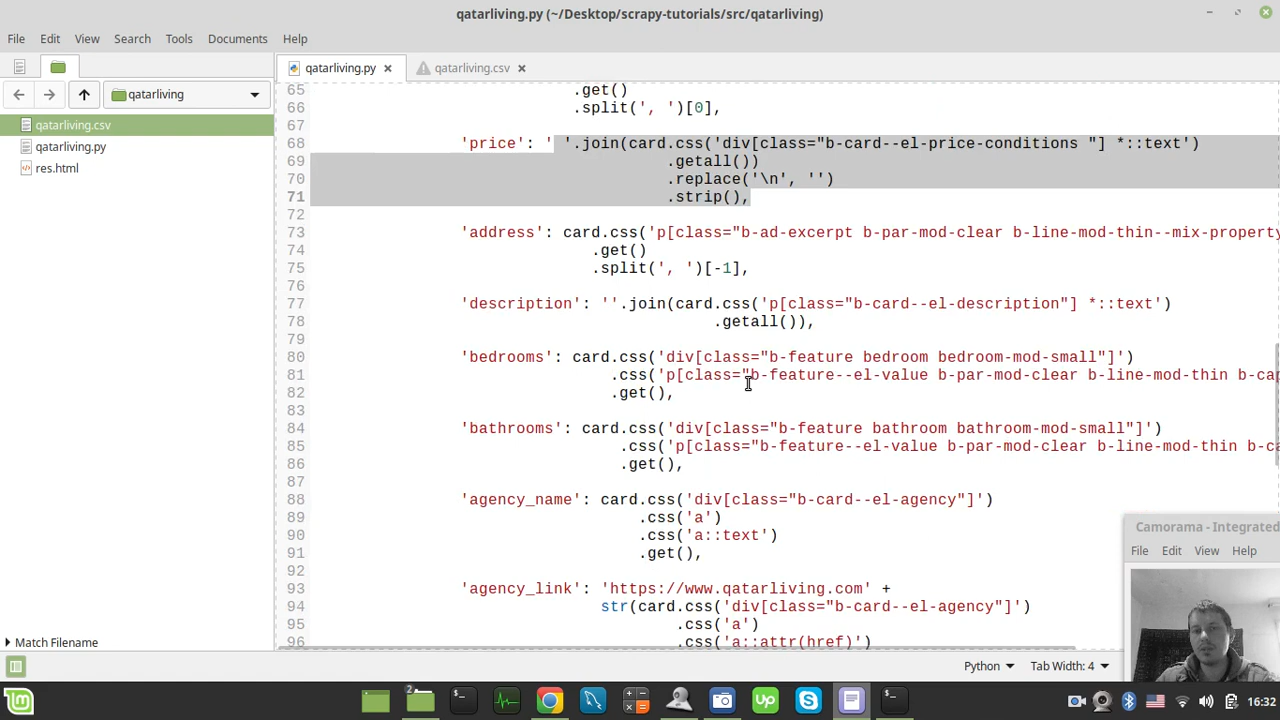 qatarliving.py (~/Desktop/scrapy-tutorials/src/qatarliving)
File Edit View Search Tools Documents Help
qatarliving.py qatarliving.csv
qatarliving
qatarliving.csv
qatarliving.py
res.html
65 .get()
66 .split(', ')[0],
67
68 'price': ' '.join(card.css('div[class="b-card--el-price-conditions "] *::text')
69 .getall())
70 .replace('\n', '')
71 .strip(),
72
73 'address': card.css('p[class="b-ad-excerpt b-par-mod-clear b-line-mod-thin--mix-property
74 .get()
75 .split(', ')[-1],
76
77 'description': ''.join(card.css('p[class="b-card--el-description"] *::text')
78 .getall()),
79
80 'bedrooms': card.css('div[class="b-feature bedroom bedroom-mod-small"]')
81 .css('p[class="b-feature--el-value b-par-mod-clear b-line-mod-thin b-cap
82 .get(),
83
84 'bathrooms': card.css('div[class="b-feature bathroom bathroom-mod-small"]')
85 .css('p[class="b-feature--el-value b-par-mod-clear b-line-mod-thin b-ca
86 .get(),
87
88 'agency_name': card.css('div[class="b-card--el-agency"]')
89 .css('a')
90 .css('a::text')
91 .get(),
92
93 'agency_link': 'https://www.qatarliving.com' +
94 str(card.css('div[class="b-card--el-agency"]')
95 .css('a')
96 .css('a::attr(href)')
Camorama - Integrated
File Edit View Help
Match Filename
Python Tab Width: 4
2
Up
16:32